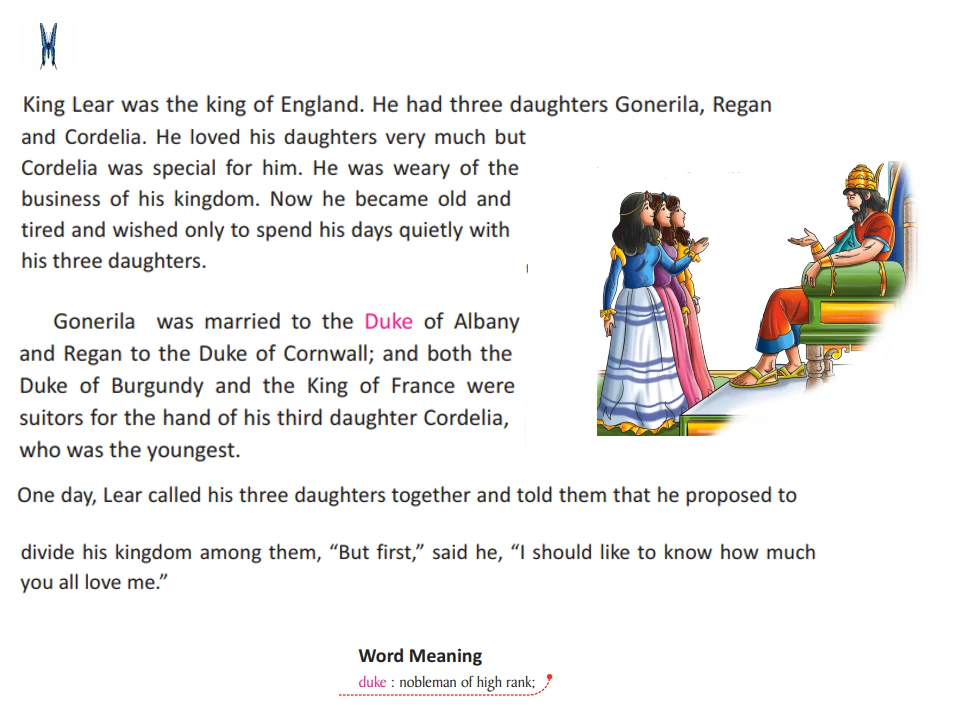 King Lear was the king of England. He had three daughters Gonerila, Regan
and Cordelia. He loved his daughters very much but
Cordelia was special for him. He was weary of the
business of his kingdom. Now he became old and
tired and wished only to spend his days quietly with
his three daughters.
Gonerila was married to the Duke of Albany
and Regan to the Duke of Cornwall; and both the
Duke of Burgundy and the King of France were
suitors for the hand of his third daughter Cordelia,
who was the youngest.
One day, Lear called his three daughters together and told them that he proposed to
divide his kingdom among them, “But first,” said he, “I should like to know how much
you all love me.”
Word Meaning
duke : nobleman of high rank;